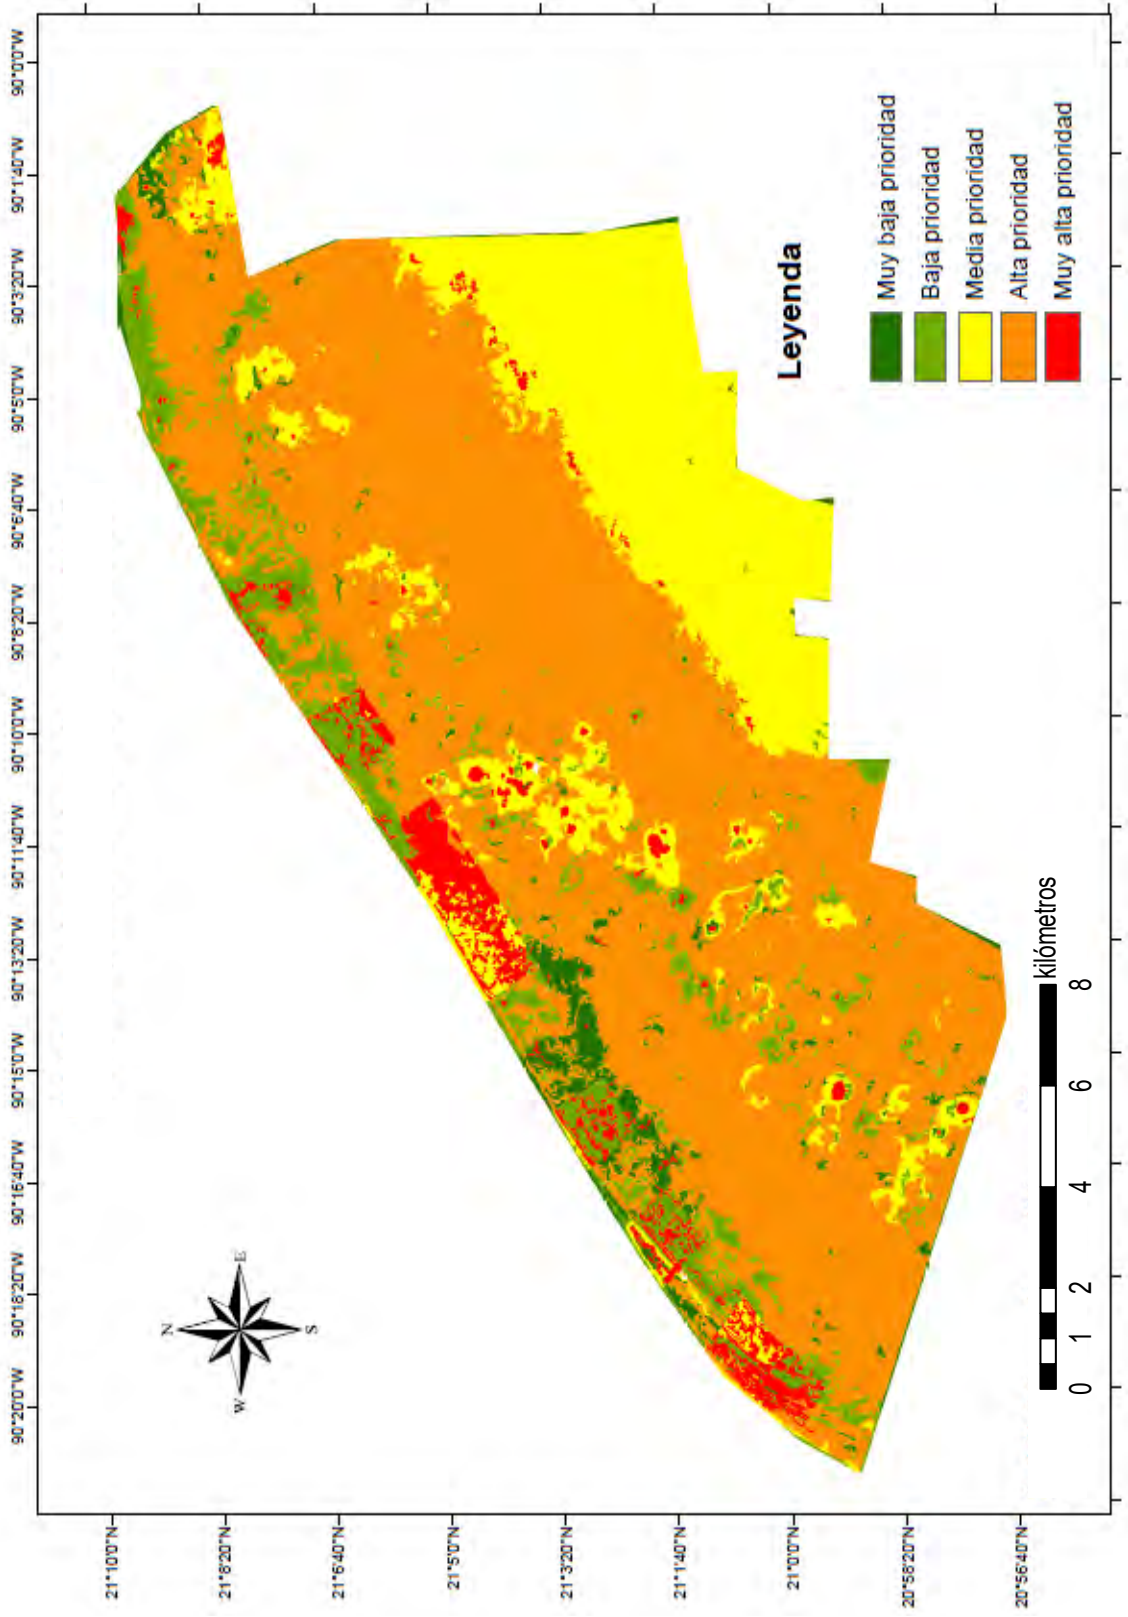 90°20'0"W
90°18'20"W
90°16'40"W
90°15'0"W
90°13'20"W
90°11'40"W
90°10'0"W
90°8'20"W
90°6'40"W
90°5'0"W
90°3'20"W
90°1'40"W
90°0'0"W
21°10'0"N
21°8'20"N
21°6'40"N
21°5'0"N
21°3'20"N
21°1'40"N
21°0'0"N
20°58'20"N
20°56'40"N
N
W
E
S
Leyenda
Muy baja prioridad
Baja prioridad
Media prioridad
Alta prioridad
Muy alta prioridad
kilómetros
0 1 2 4 6 8